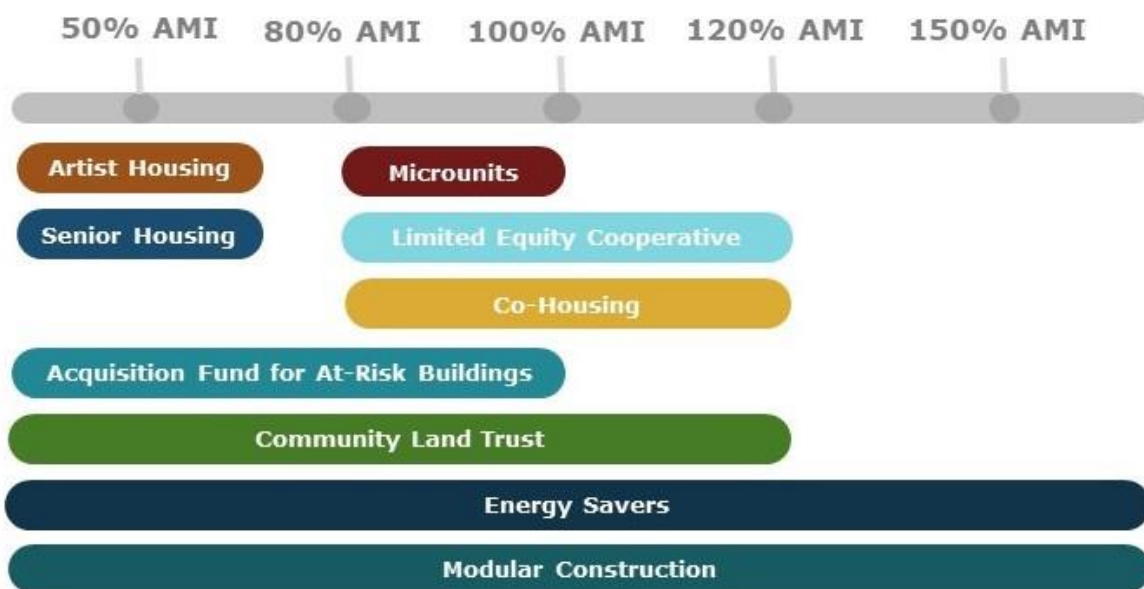 50% AMI 80% AMI 100% AMI 120% AMI 150% AMI
Artist Housing Microunits
Senior Housing Limited Equity Cooperative
Co-Housing
Acquisition Fund for At-Risk Buildings
Community Land Trust
Energy Savers
Modular Construction